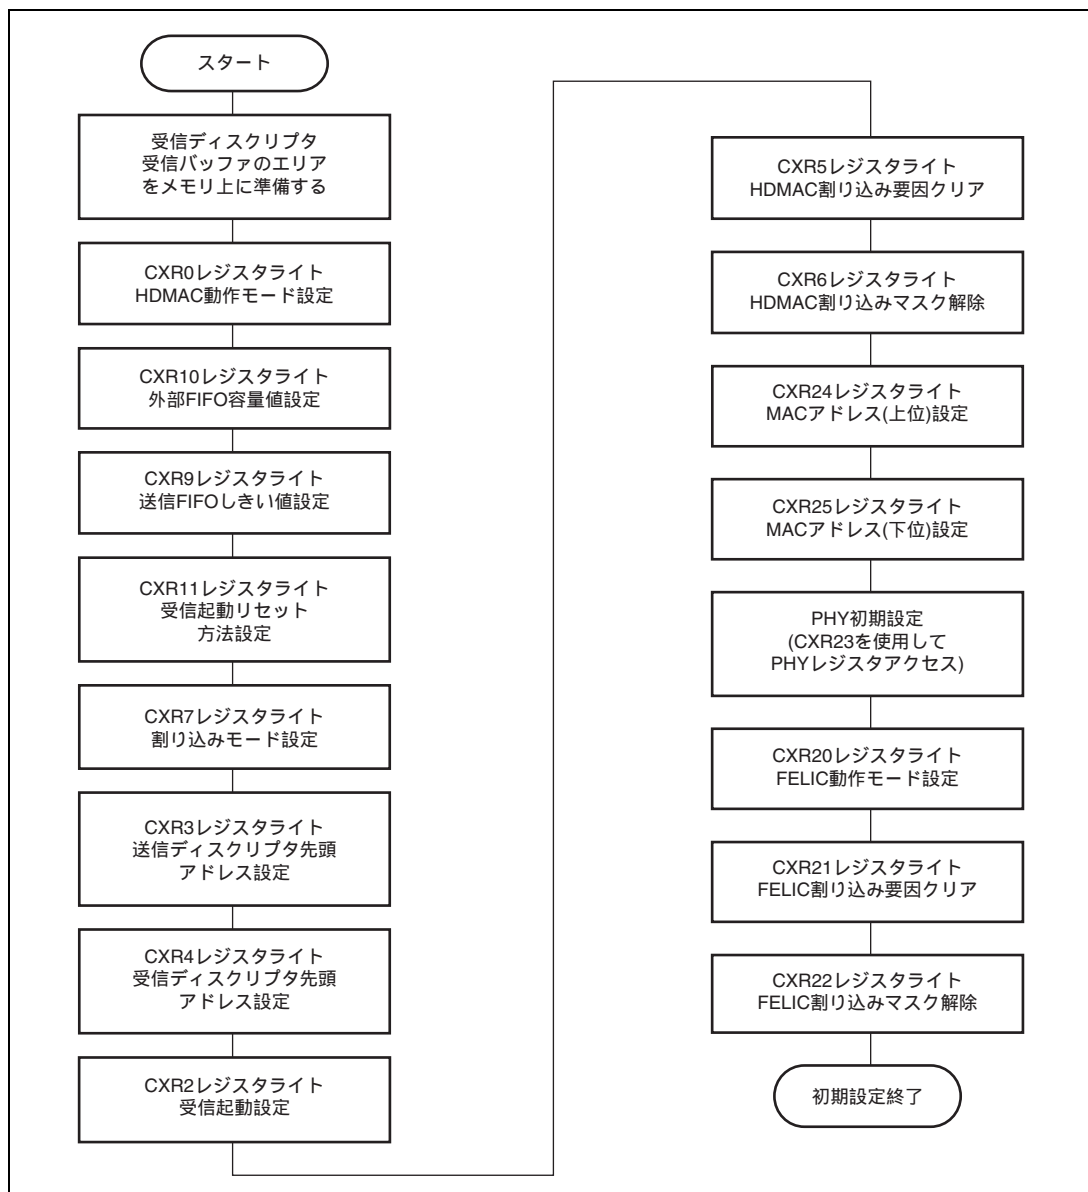 スタート
受信ディスクリプタ
受信バッファのエリア
をメモリ上に準備する
CXR0レジスタライト
HDMAC動作モード設定
CXR10レジスタライト
外部FIFO容量値設定
CXR9レジスタライト
送信FIFOしきい値設定
CXR11レジスタライト
受信起動リセット
方法設定
CXR7レジスタライト
割り込みモード設定
CXR3レジスタライト
送信ディスクリプタ先頭
アドレス設定
CXR4レジスタライト
受信ディスクリプタ先頭
アドレス設定
CXR2レジスタライト
受信起動設定
CXR5レジスタライト
HDMAC割り込み要因クリア
CXR6レジスタライト
HDMAC割り込みマスク解除
CXR24レジスタライト
MACアドレス(上位)設定
CXR25レジスタライト
MACアドレス(下位)設定
PHY初期設定
(CXR23を使用して
PHYレジスタアクセス)
CXR20レジスタライト
FELIC動作モード設定
CXR21レジスタライト
FELIC割り込み要因クリア
CXR22レジスタライト
FELIC割り込みマスク解除
初期設定終了